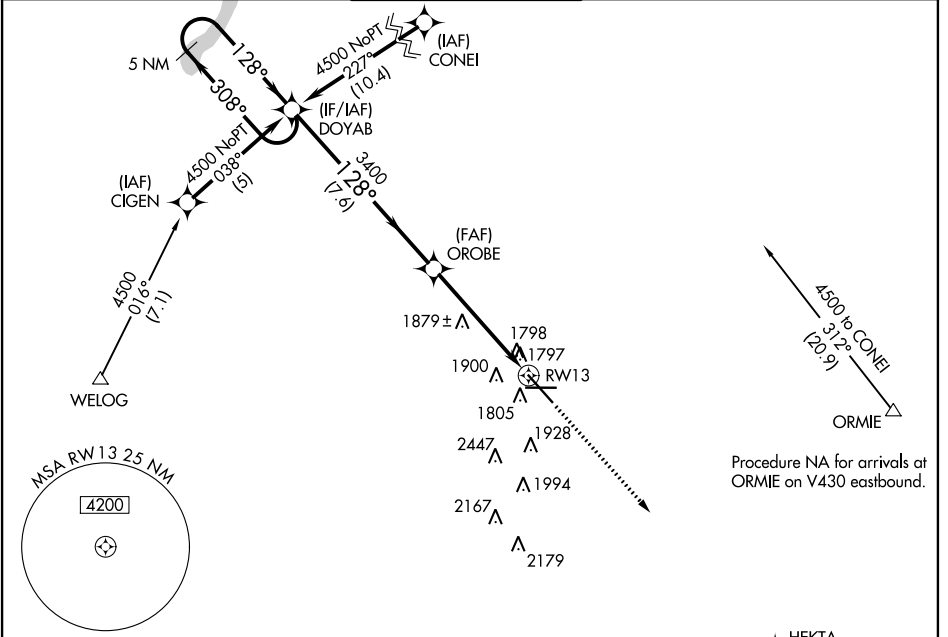 5 NM
128°
308°
4500 NoPT
227°
(10.4)
(IAF)
CONEI
(IF/IAF)
DOYAB
4500 NoPT
038°
(5)
(IAF)
CIGEN
3400
128°
(7.6)
(FAF)
OROBE
4500
016°
(7.1)
WELOG
1879±
1798
1797
1900
RW13
1805
1928
2447
1994
2167
2179
4500 to CONEI
312°
(20.9)
ORMIE
Procedure NA for arrivals at
ORMIE on V430 eastbound.
MSA RW13 25 NM
4200
HEKTA